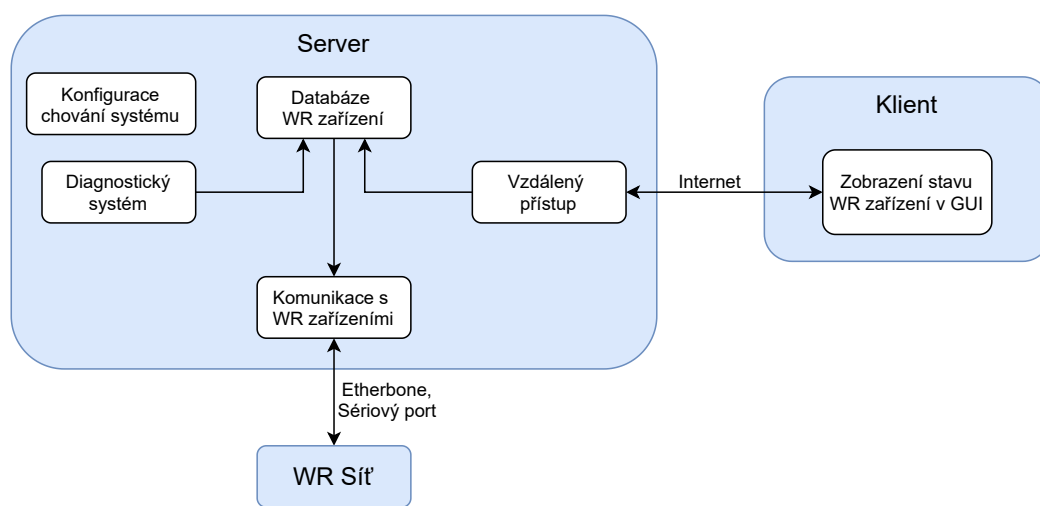 Server
Konfigurace
chování systému
Databáze
WR zařízení
Diagnostický
systém
Vzdálený
přístup
Internet
Klient
Zobrazení stavu
WR zařízení v GUI
Komunikace s
WR zařízeními
Etherbone,
Sériový port
WR Síť